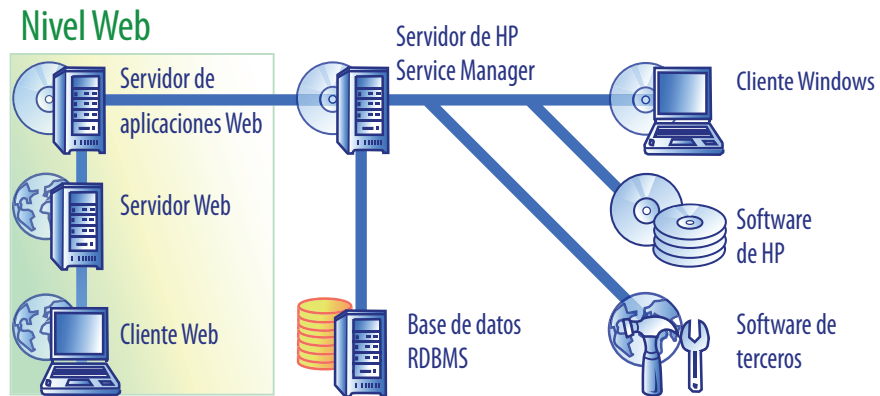 Nivel Web
Servidor de
aplicaciones Web
Servidor Web
Cliente Web
Servidor de HP
Service Manager
Base de datos
RDBMS
Cliente Windows
Software
de HP
Software de
terceros